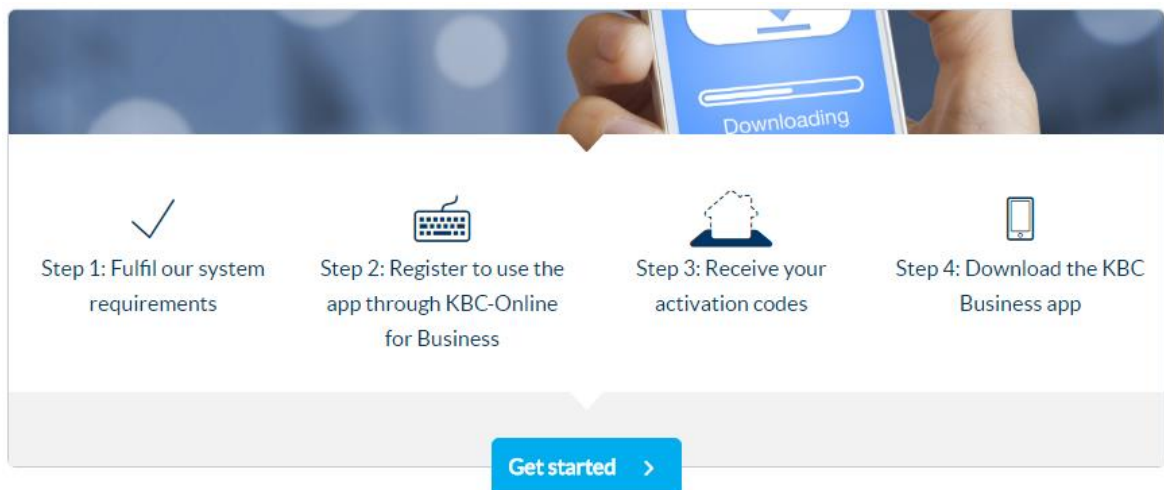 Downloading
Step 1: Fulfil our system
requirements
Step 2: Register to use the
app through KBC-Online
for Business
Step 3: Receive your
activation codes
Step 4: Download the KBC
Business app
Get started